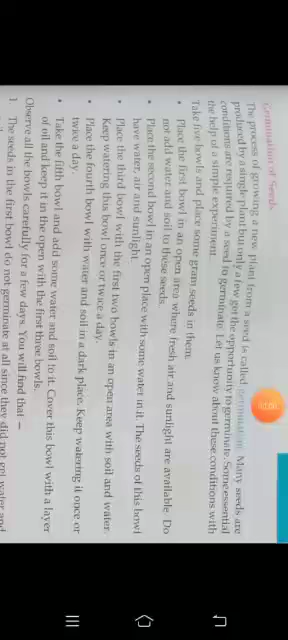 Germination of Seeds
The process of growing a new plant from a seed is called germination. Many seeds are
produced by a single plant but only a few get the opportunity to germinate. Some essential
conditions are required by a seed to germinate. Let us know about these conditions with
the help of a simple experiment.
Take five bowls and place some gram seeds in them.
• Place the first bowl in an open area where fresh air and sunlight are available. Do
not add water and soil to these seeds.
• Place the second bowl in an open place with some water in it. The seeds of this bowl
have water, air and sunlight.
• Place the third bowl with the first two bowls in an open area with soil and water.
Keep watering this bowl once or twice a day.
• Place the fourth bowl with water and soil in a dark place. Keep watering it once or
twice a day.
• Take the fifth bowl and add some water and soil to it. Cover this bowl with a layer
of oil and keep it in the open with the first three bowls.
Observe all the bowls carefully for a few days. You will find that —
1. The seeds in the first bowl do not germinate at all since they did not get water and